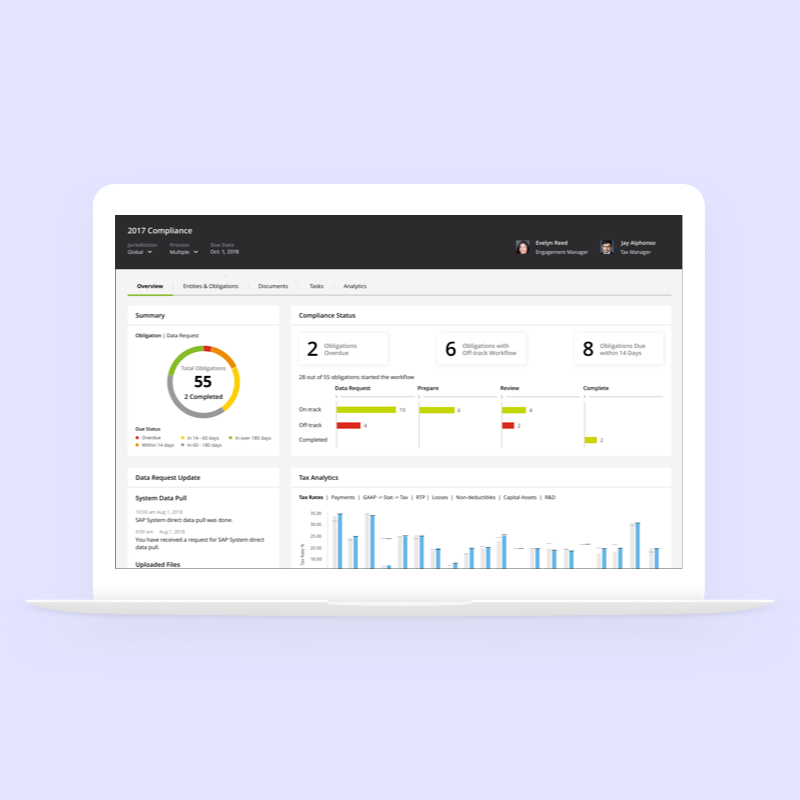 2017 Compliance
Jurisdiction Process Due Date
Global Multiple Oct. 1, 2018
Evelyn Reed
Engagement Manager
Jay Alphonso
Tax Manager
Overview Entities & Obligations Documents Tasks Analytics
Summary
Obligation | Data Request
Total Obligations
55
2 Completed
Due Status
Overdue In 14 - 60 days In over 180 days
Within 14 days In 60 - 180 days
Compliance Status
2 Obligations
Overdue
6 Obligations with
Off-track Workflow
8 Obligations Due
within 14 Days
28 out of 55 obligations started the workflow
Data Request Prepare Review Complete
On-track 10 6 4
Off-track 4 2
Completed 2
Data Request Update
System Data Pull
10:00 am Aug 1, 2018
SAP System direct data pull was done.
9:00 am Aug 1, 2018
You have received a request for SAP System direct
data pull.
Uploaded Files
Tax Analytics
Tax Rates | Payments | GAAP -> Stat -> Tax | RTP | Losses | Non-deductibles | Capital Assets | R&D
35.00
30.00
25.00
20.00
10.00
Tax Rate %